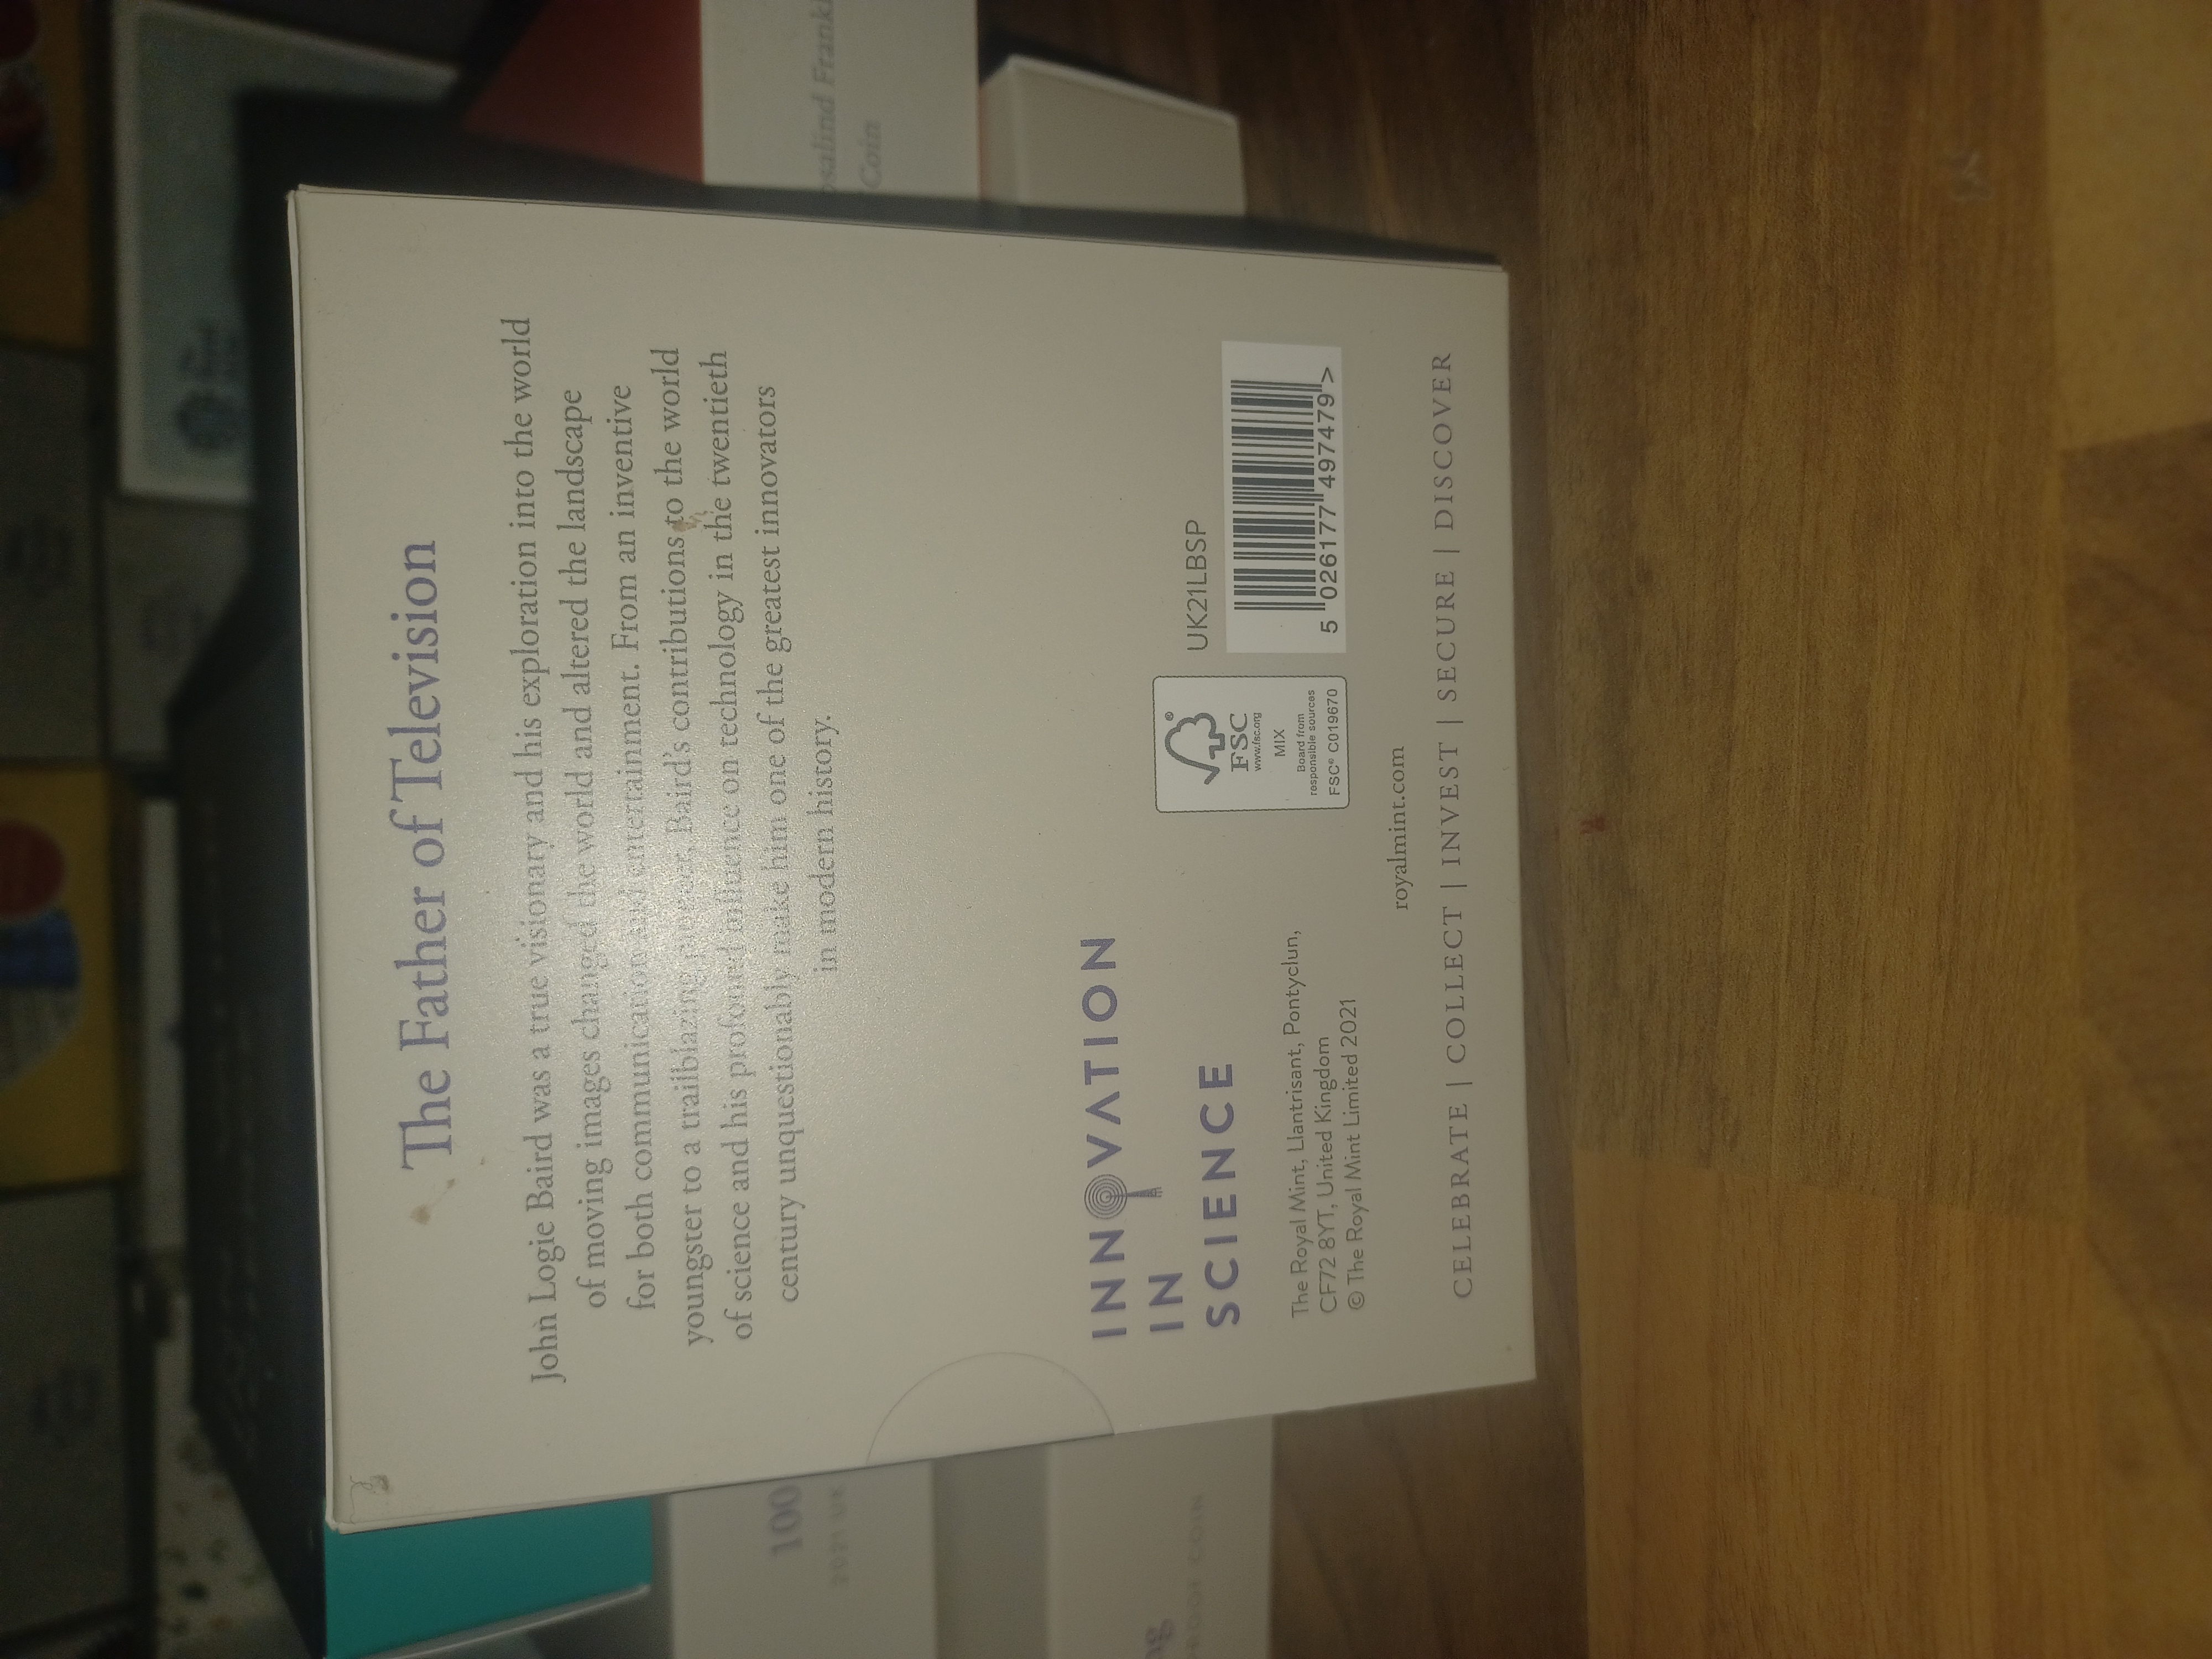 The Father of Television
John Logie Baird was a true visionary and his exploration into the world
of moving images changed the world and altered the landscape
for both communication and entertainment. From an inventive
youngster to a trailblazing pioneer, Baird's contributions to the world
of science and his profound influence on technology in the twentieth
century unquestionably make him one of the greatest innovators
in modern history.
INNOVATION
IN
SCIENCE
The Royal Mint, Llantrisant, Pontyclun,
CF72 8YT, United Kingdom
© The Royal Mint Limited 2021
FSC
www.fsc.org
MIX
Board from
responsible sources
FSC® C019670
UK21LBSP
5 026177 497479 >
royalmint.com
CELEBRATE | COLLECT | INVEST | SECURE | DISCOVER
Coin
100
COIN